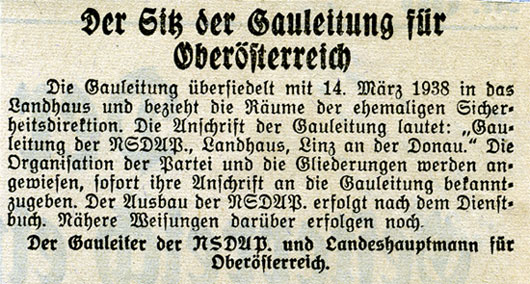 Der Sitz der Gauleitung für
Oberösterreich
Die Gauleitung übersiedelt mit 14. März 1938 in das
Landhaus und bezieht die Räume der ehemaligen Sicher-
heitsdirektion. Die Anschrift der Gauleitung lautet: „Gau-
leitung der NSDAP., Landhaus, Linz an der Donau.“ Die
Organisation der Partei und die Gliederungen werden an-
gewiesen, sofort ihre Anschrift an die Gauleitung bekannt-
zugeben. Der Ausbau der NSDAP. erfolgt nach dem Dienst-
buch. Nähere Weisungen darüber erfolgen noch.
Der Gauleiter der NSDAP. und Landeshauptmann für
Oberösterreich.